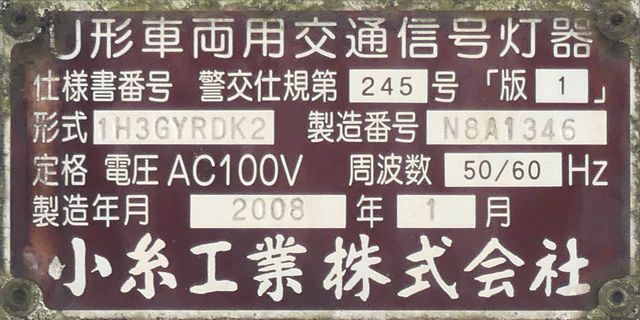 U形車両用交通信号灯器
仕様書番号 警交仕規第 245 号 「版 1 」
形式 1H3GYRDK2 製造番号 N8A1346
定格 電圧 AC100V 周波数 50/60 Hz
製造年月 2008 年 1 月
小糸工業株式会社